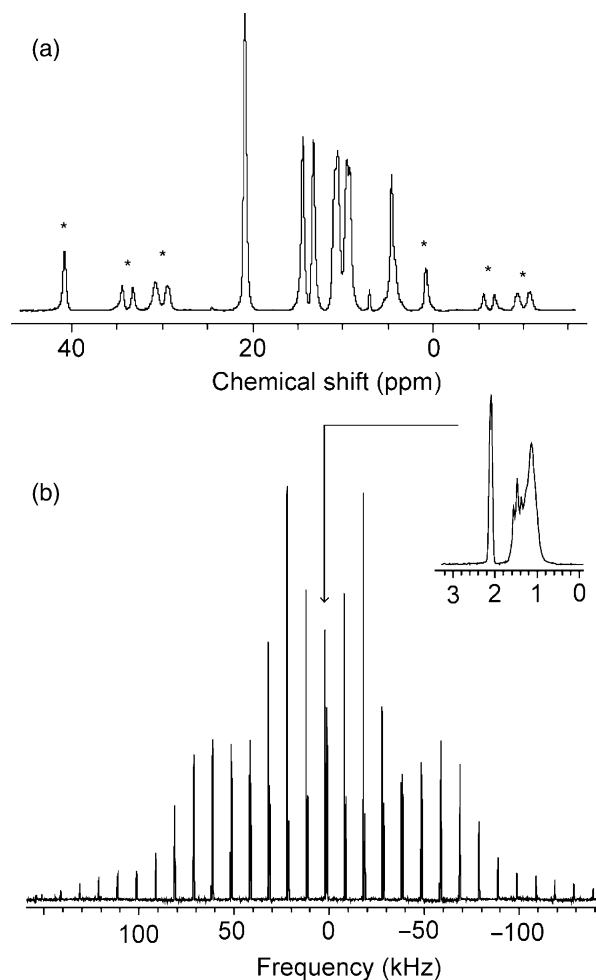 (a)
* * * * * *
40 20 0
Chemical shift (ppm)
(b)
3 2 1 0
100 50 0 −50 −100
Frequency (kHz)